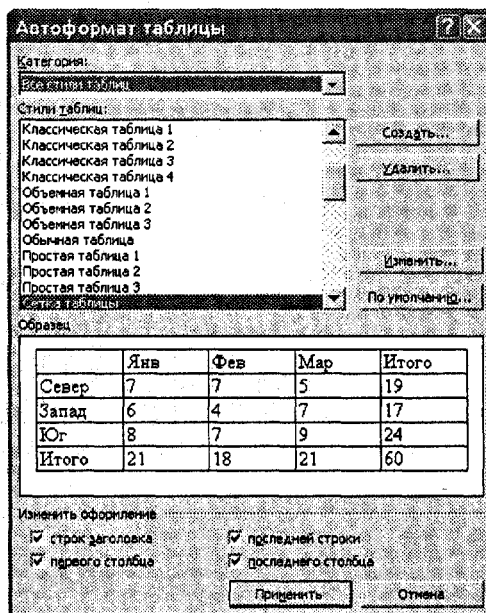 Автоформат таблицы
Категория:
Все стили таблиц
Стили таблиц:
Классическая таблица 1
Классическая таблица 2
Классическая таблица 3
Классическая таблица 4
Объемная таблица 1
Объемная таблица 2
Объемная таблица 3
Обычная таблица
Простая таблица 1
Простая таблица 2
Простая таблица 3
Сетка таблицы
Создать...
Удалить...
Изменить...
По умолчанию...
Образец
Янв Фев Мар Итого
Север 7 7 5 19
Запад 6 4 7 17
Юг 8 7 9 24
Итого 21 18 21 60
Изменить оформление
строк заголовка последней строки
первого столбца последнего столбца
Применить Отмена